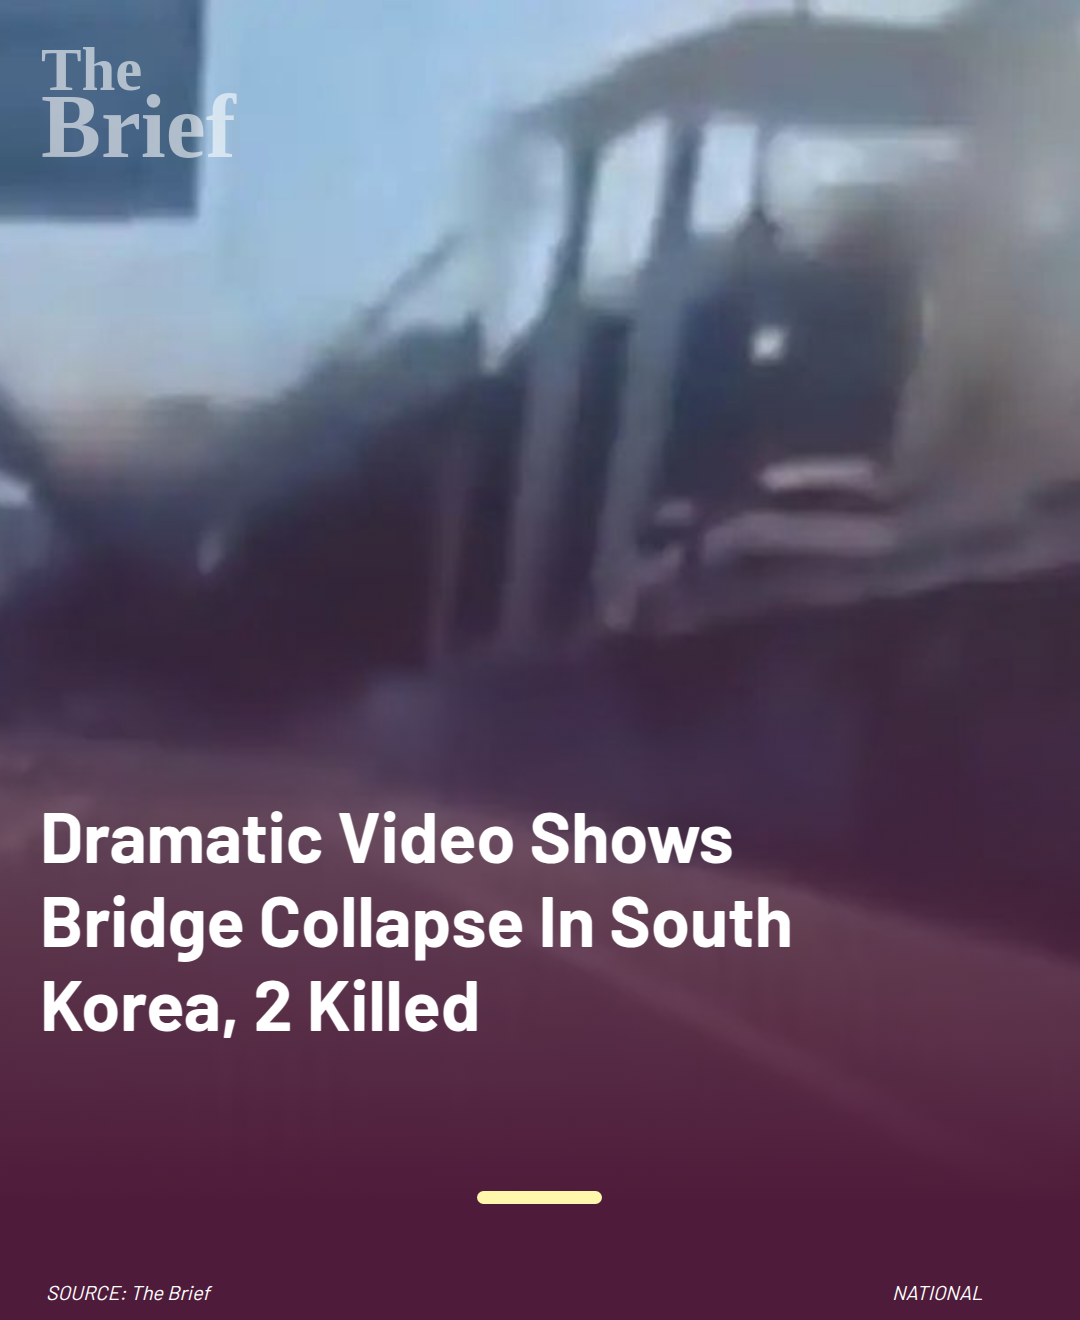 The
Brief
Dramatic Video Shows
Bridge Collapse In South
Korea, 2 Killed
SOURCE: The Brief
NATIONAL